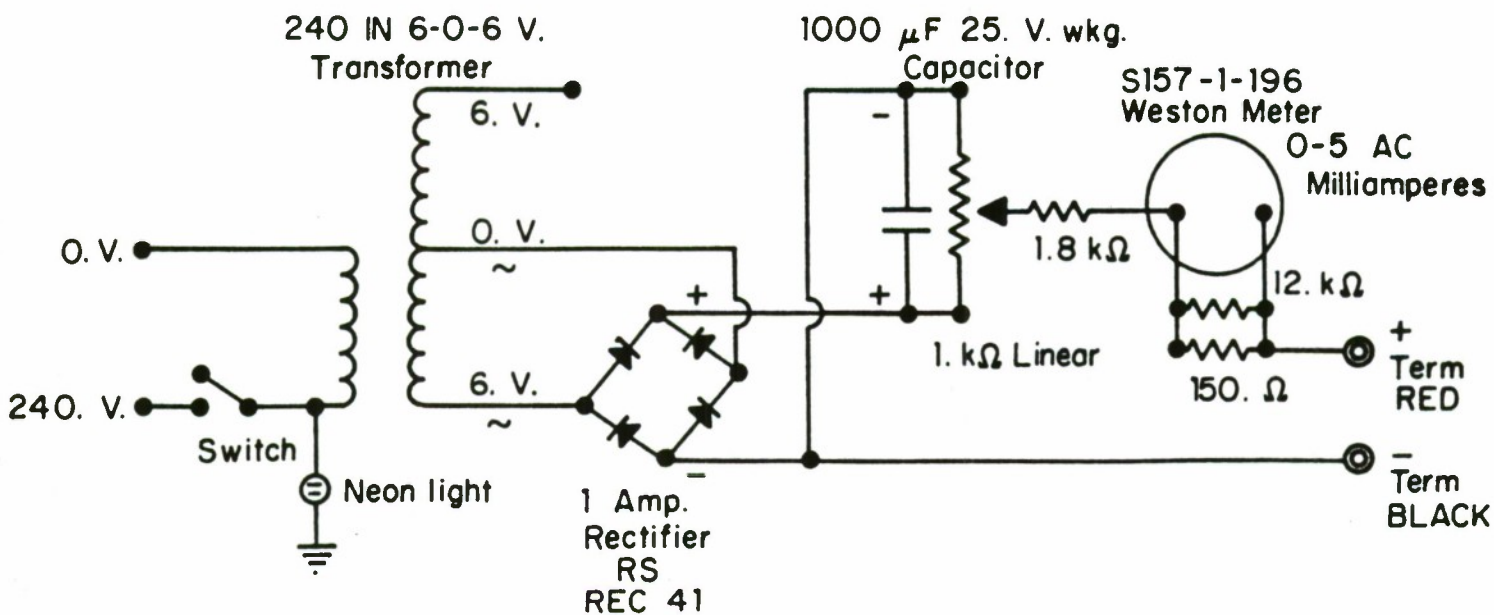 240 IN 6-0-6 V.
Transformer
1000 μF 25. V. wkg.
Capacitor
S157-1-196
Weston Meter
0-5 AC
Milliamperes
6. V.
-
0. V.
0. V.
~
1.8 kΩ
12. kΩ
+
+
1. kΩ Linear
150. Ω
+
Term
RED
240. V.
6. V.
~
Switch
Neon light
-
-
Term
BLACK
1 Amp.
Rectifier
RS
REC 41